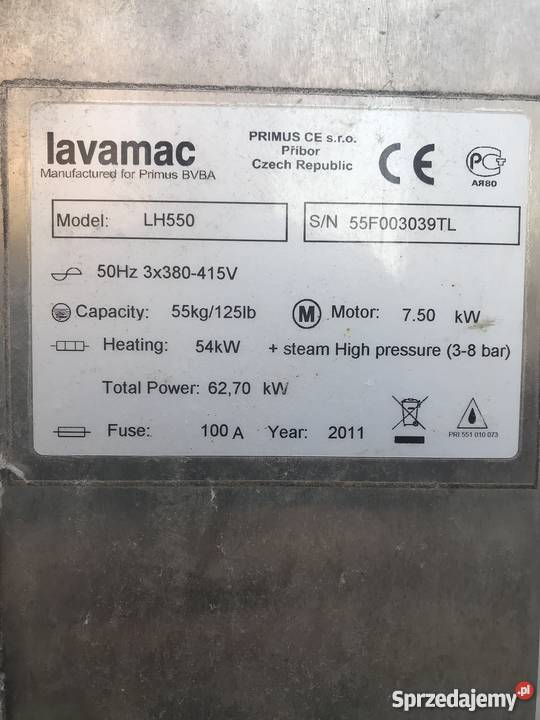 lavamac
Manufactured for Primus BVBA
PRIMUS CE s.r.o.
Příbor
Czech Republic
CE
РСТ
АЯ80
Model: LH550
S/N 55F003039TL
50Hz 3x380-415V
Capacity: 55kg/125lb
M Motor: 7.50 kW
Heating: 54kW + steam High pressure (3-8 bar)
Total Power: 62,70 kW
Fuse: 100 A Year: 2011
PRI 551 010 073
Sprzedajemy.pl